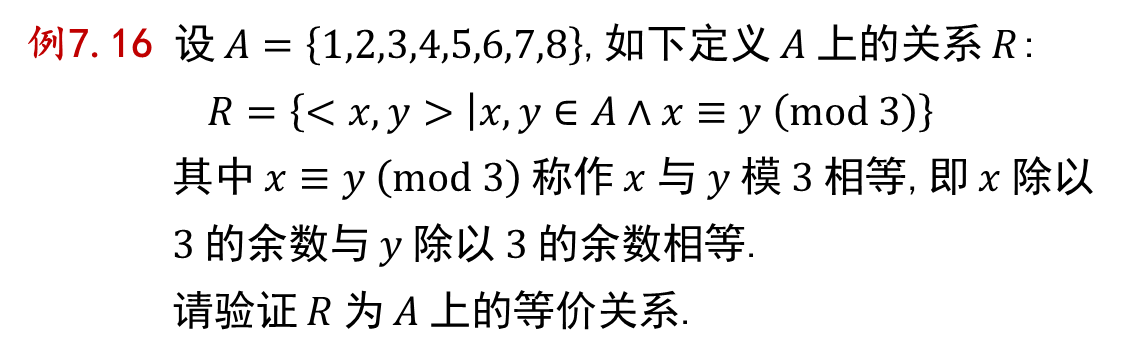 例7.16 设 A = {1,2,3,4,5,6,7,8}, 如下定义 A 上的关系 R:
R = {< x, y > |x, y ∈ A ∧ x ≡ y (mod 3)}
其中 x ≡ y (mod 3) 称作 x 与 y 模 3 相等, 即 x 除以
3 的余数与 y 除以 3 的余数相等.
请验证 R 为 A 上的等价关系.